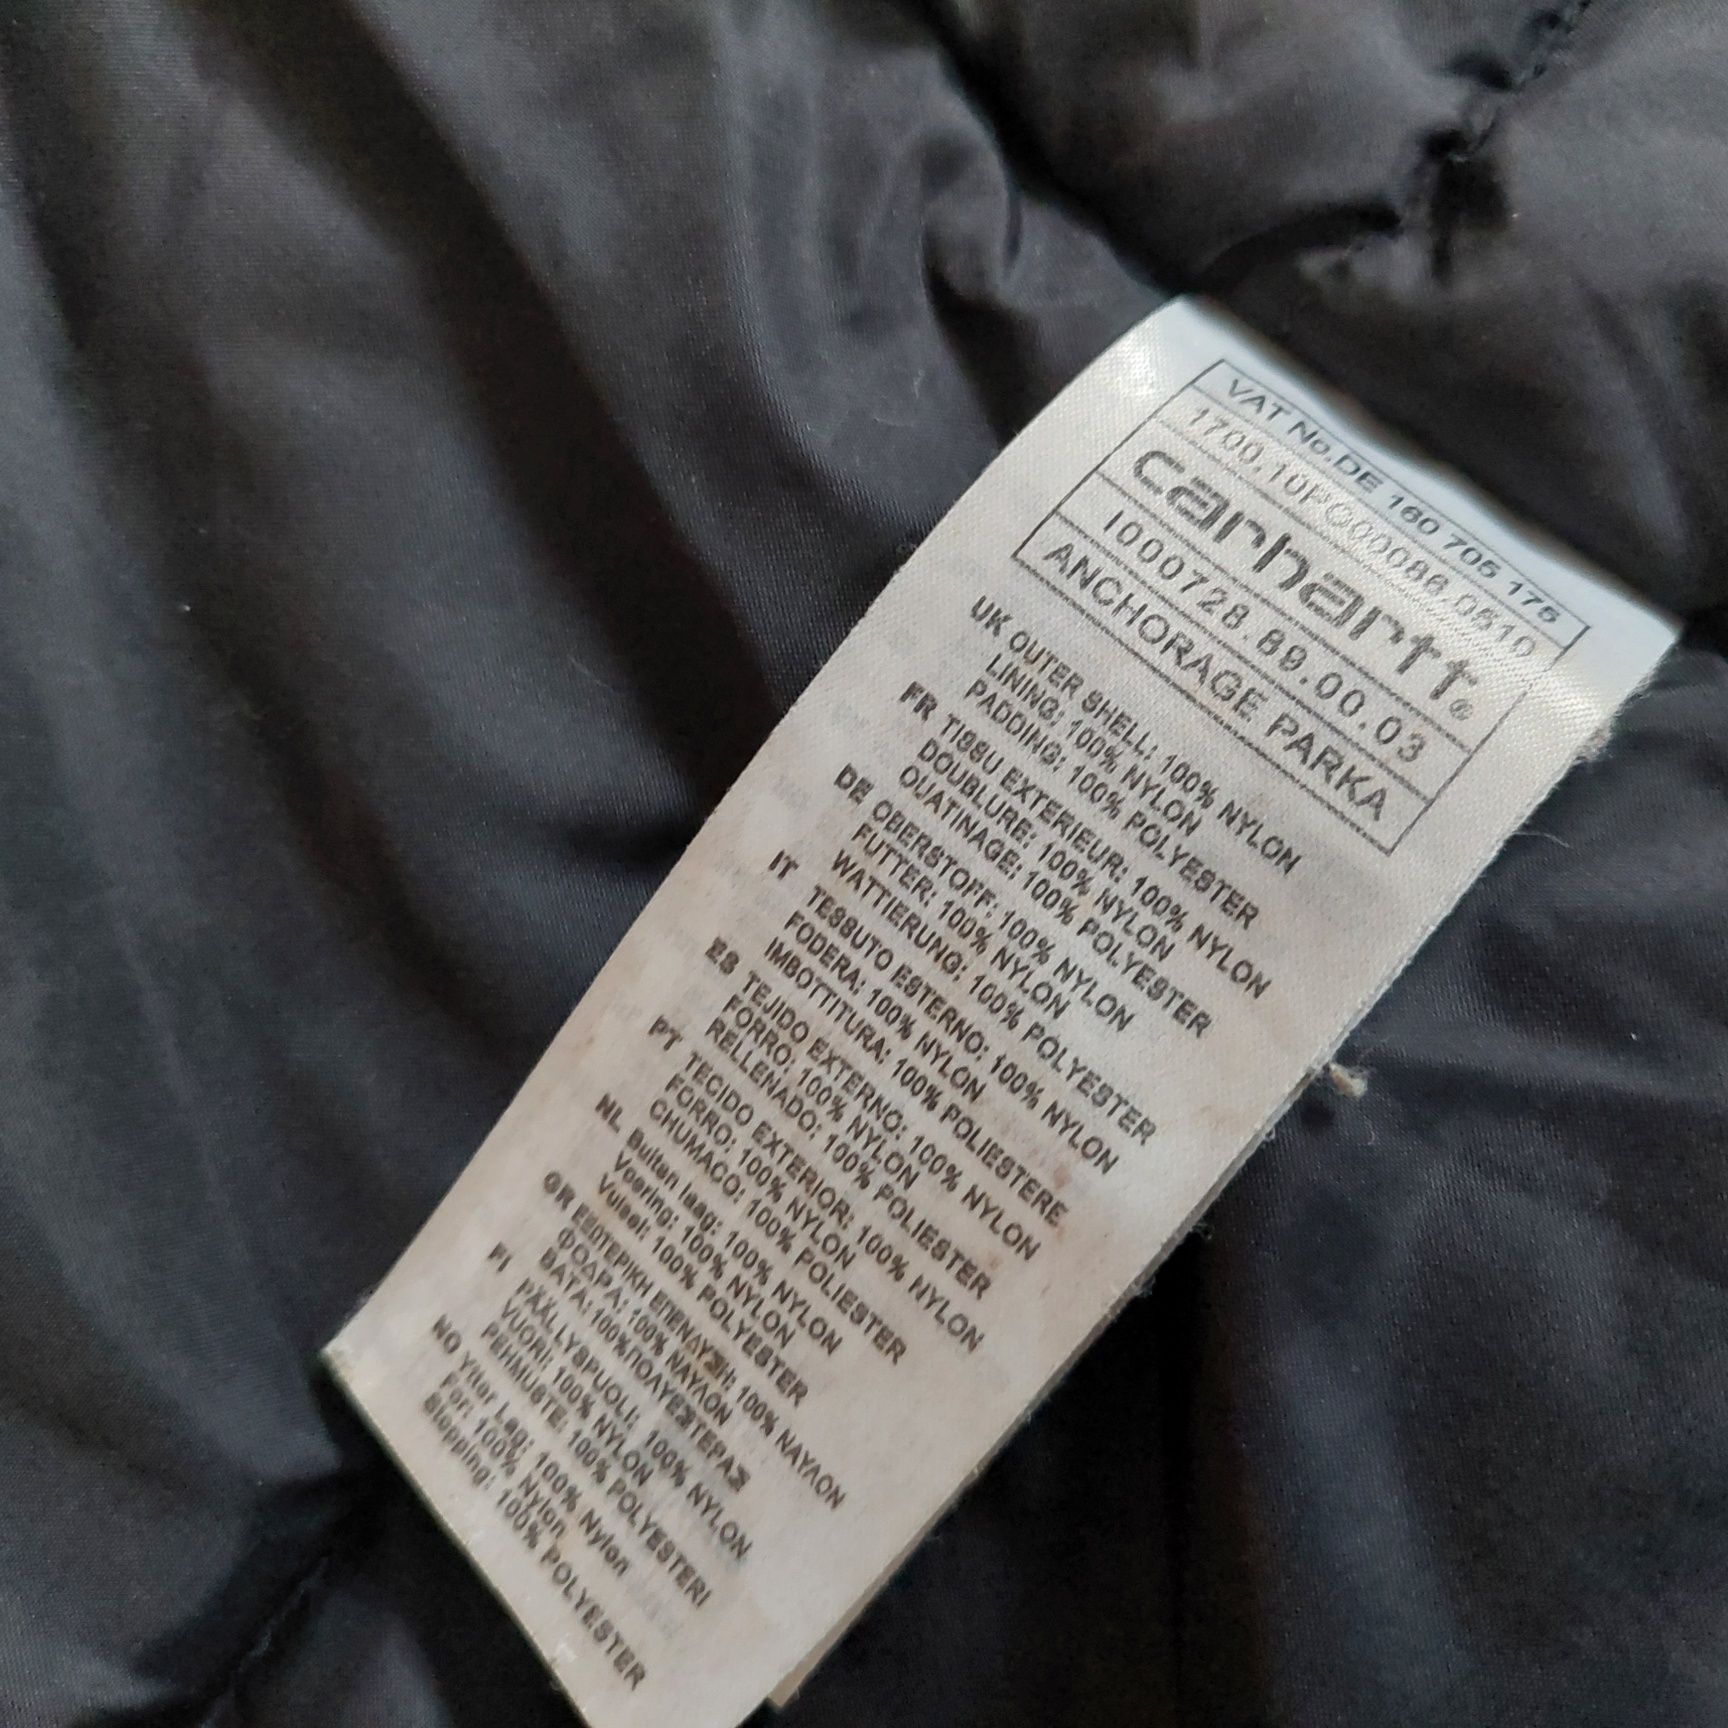 VAT No.DE 160 705 175
1700.10PO00086.0510
carhartt®
I000728.89.00.03
ANCHORAGE PARKA
UK OUTER SHELL: 100% NYLON
LINING: 100% NYLON
PADDING: 100% POLYESTER
FR TISSU EXTERIEUR: 100% NYLON
DOUBLURE: 100% NYLON
OUATINAGE: 100% POLYESTER
DE OBERSTOFF: 100% NYLON
FUTTER: 100% NYLON
WATTIERUNG: 100% POLYESTER
IT TESSUTO ESTERNO: 100% NYLON
FODERA: 100% NYLON
IMBOTTITURA: 100% POLIESTERE
ES TEJIDO EXTERNO: 100% NYLON
FORRO: 100% NYLON
RELLENADO: 100% POLIESTER
PT TECIDO EXTERIOR: 100% NYLON
FORRO: 100% NYLON
CHUMACO: 100% POLIESTER
NL Buiten laag: 100% NYLON
Voering: 100% NYLON
Vulsel: 100% POLYESTER
GR ΕΞΩΤΕΡΙΚΗ ΕΠΕΝΔΥΣΗ: 100% ΝΑΥΛΟΝ
ΦΟΔΡΑ: 100% ΝΑΥΛΟΝ
ΒΑΤΑ: 100%ΠΟΛΥΕΣΤΕΡΑΣ
FI PÄÄLLYSPUOLI: 100% NYLON
VUORI: 100% NYLON
PEHMUSTE: 100% POLYESTERI
NO Ytter Lag: 100% Nylon
For: 100% Nylon
Stopping: 100% POLYESTER